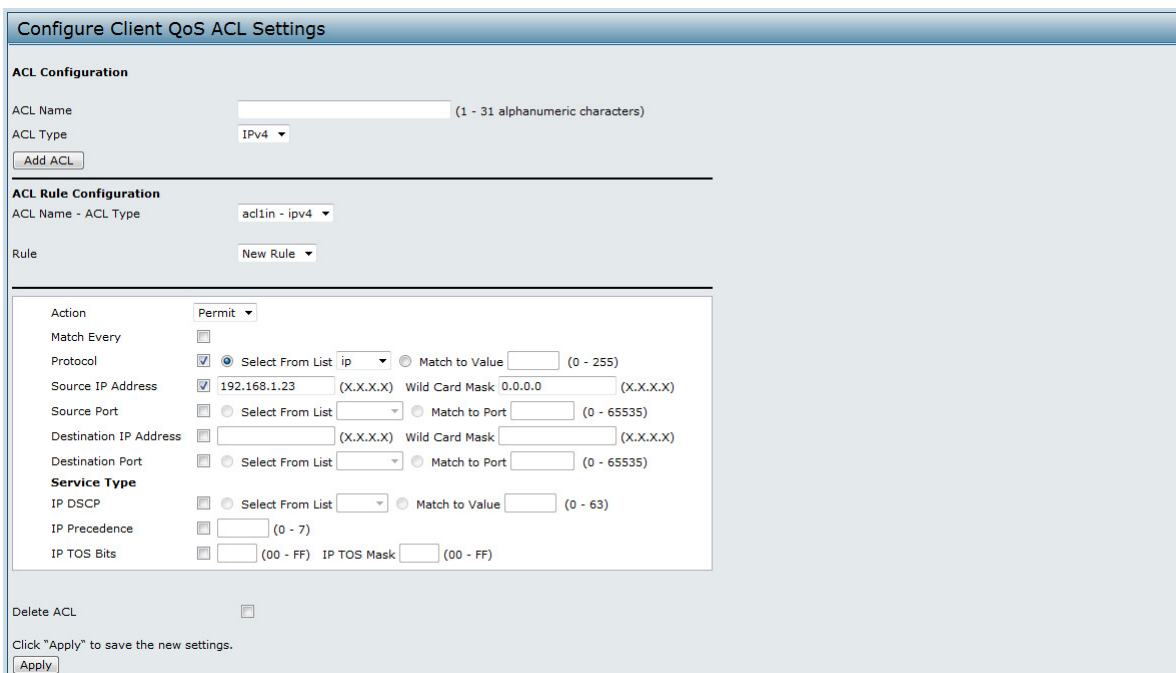 Configure Client QoS ACL Settings
ACL Configuration
ACL Name (1 - 31 alphanumeric characters)
ACL Type IPv4
Add ACL
ACL Rule Configuration
ACL Name - ACL Type acl1in - ipv4
Rule New Rule
Action Permit
Match Every
Protocol Select From List ip Match to Value (0 - 255)
Source IP Address 192.168.1.23 (X.X.X.X) Wild Card Mask 0.0.0.0 (X.X.X.X)
Source Port Select From List Match to Port (0 - 65535)
Destination IP Address (X.X.X.X) Wild Card Mask (X.X.X.X)
Destination Port Select From List Match to Port (0 - 65535)
Service Type
IP DSCP Select From List Match to Value (0 - 63)
IP Precedence (0 - 7)
IP TOS Bits (00 - FF) IP TOS Mask (00 - FF)
Delete ACL
Click "Apply" to save the new settings.
Apply